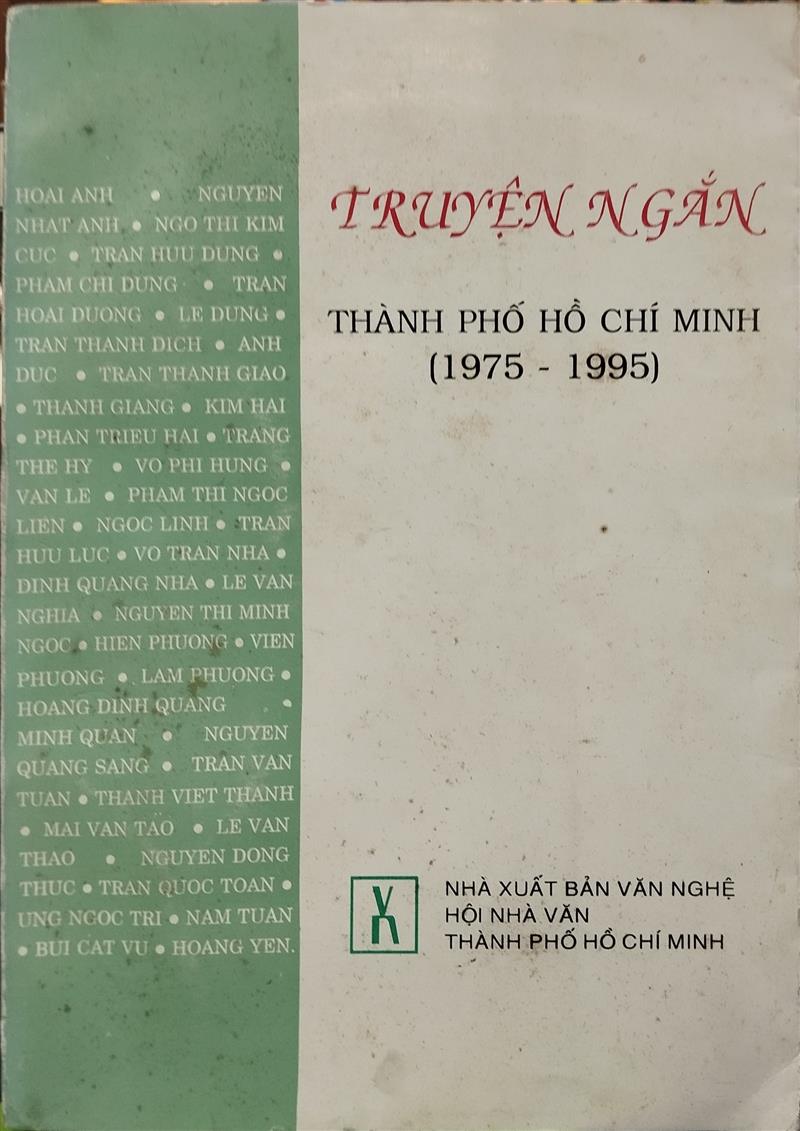 HOAI ANH • NGUYEN
NHAT ANH • NGO THI KIM
CUC • TRAN HUU DUNG •
PHAM CHI DUNG • TRAN
HOAI DUONG • LE DUNG •
TRAN THANH DICH • ANH
DUC • TRAN THANH GIAO
• THANH GIANG • KIM HAI
• PHAN TRIEU HAI • TRANG
THE HY • VO PHI HUNG •
VAN LE • PHAM THI NGOC
LIEN • NGOC LINH • TRAN
HUU LUC • VO TRAN NHA •
DINH QUANG NHA • LE VAN
NGHIA • NGUYEN THI MINH
NGOC • HIEN PHUONG • VIEN
PHUONG • LAM PHUONG •
HOANG DINH QUANG •
MINH QUAN • NGUYEN
QUANG SANG • TRAN VAN
TUAN • THANH VIET THANH
• MAI VAN TAO • LE VAN
THAO • NGUYEN DONG
THUC • TRAN QUOC TOAN •
UNG NGOC TRI • NAM TUAN
• BUI CAT VU • HOANG YEN.
TRUYỆN NGẮN
THÀNH PHỐ HỒ CHÍ MINH
(1975 - 1995)
NHÀ XUẤT BẢN VĂN NGHỆ
HỘI NHÀ VĂN
THÀNH PHỐ HỒ CHÍ MINH